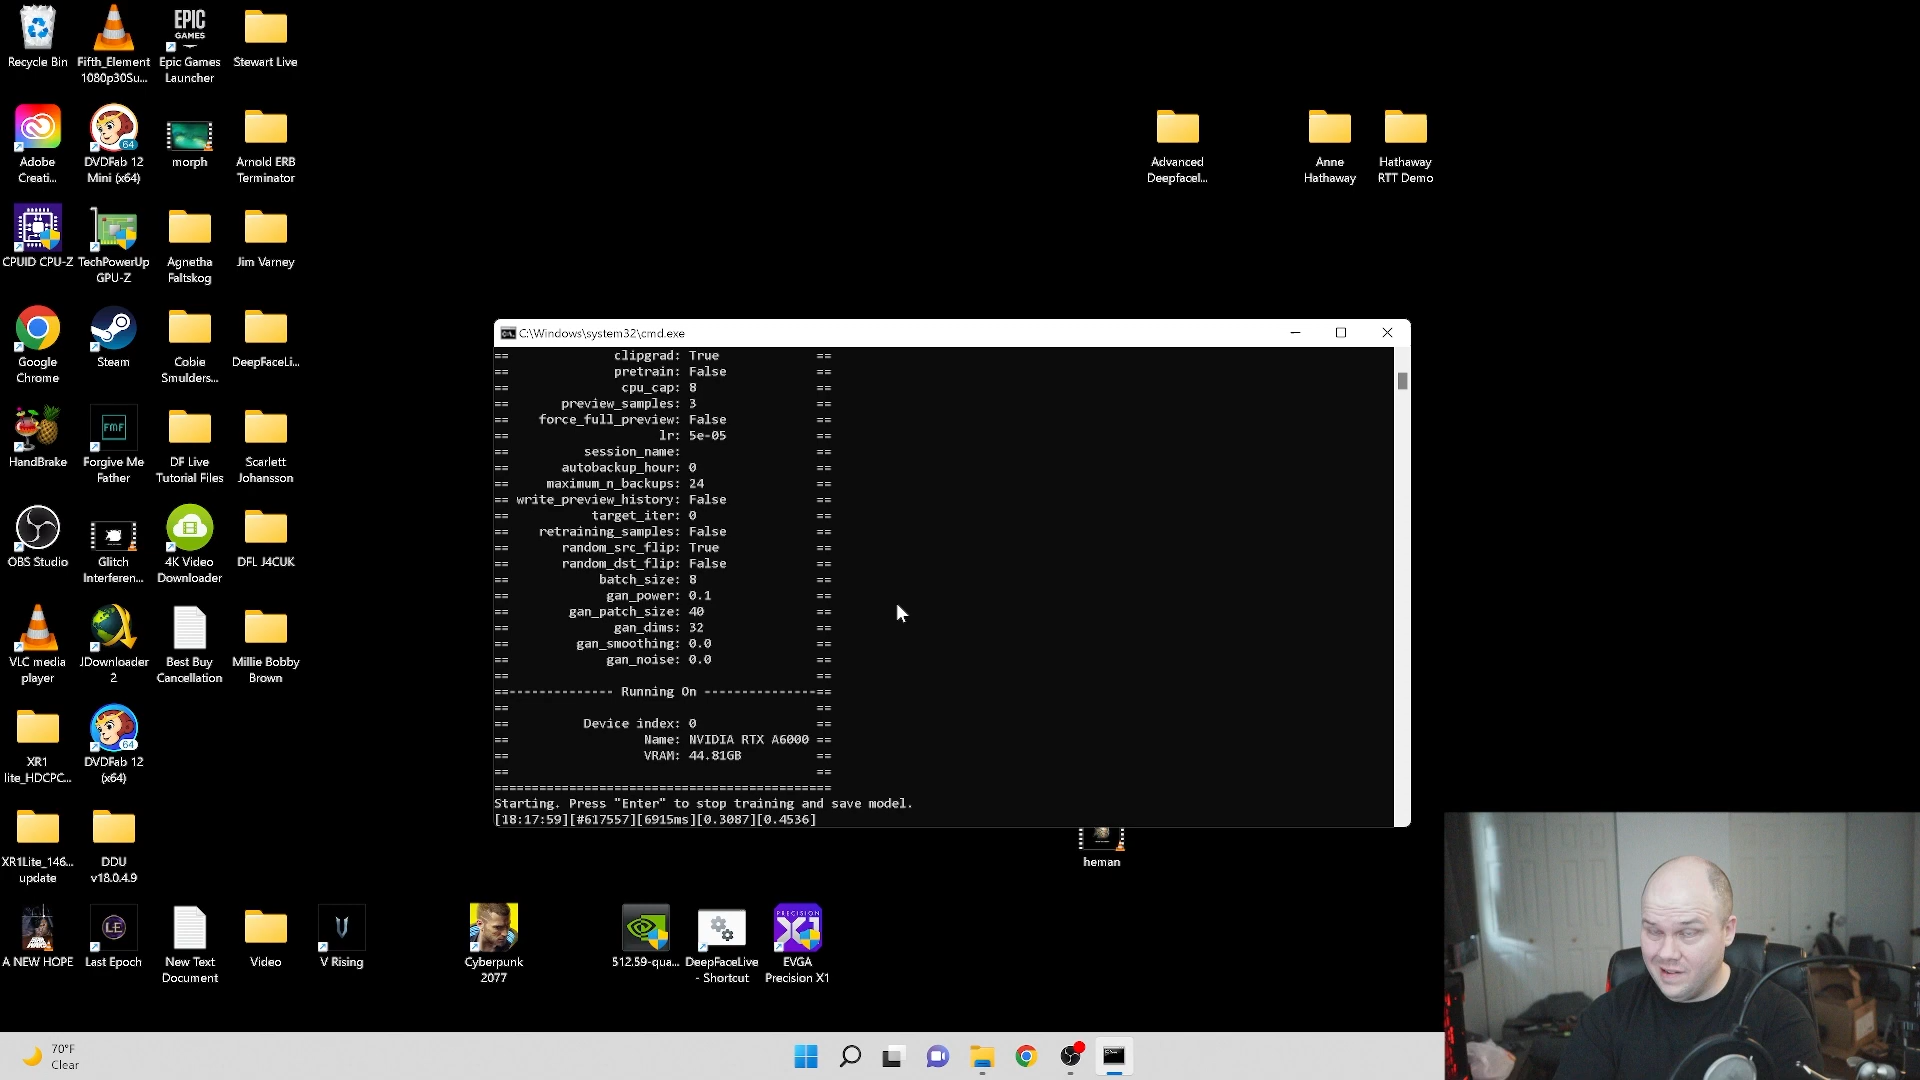 Recycle Bin
Fifth_Element
1080p30Su...
EPIC
GAMES
Epic Games
Launcher
Stewart Live
Adobe
Creati...
64
DVDFab 12
Mini (x64)
morph
Arnold ERB
Terminator
Advanced
Deepfacel...
Anne
Hathaway
Hathaway
RTT Demo
CPUID CPU-Z
TechPowerUp
GPU-Z
Agnetha
Faltskog
Jim Varney
Google
Chrome
Steam
Cobie
Smulders...
DeepFaceLi...
HandBrake
FMF
Forgive Me
Father
DF Live
Tutorial Files
Scarlett
Johansson
OBS Studio
Glitch
Interferen...
4K Video
Downloader
DFL J4CUK
VLC media
player
JDownloader
2
Best Buy
Cancellation
Millie Bobby
Brown
XR1
lite_HDCPC...
64
DVDFab 12
(x64)
XR1Lite_146...
update
DDU
v18.0.4.9
A NEW HOPE
LE
Last Epoch
New Text
Document
Video
V Rising
Cyberpunk
2077
512.59-qua...
DeepFaceLive
- Shortcut
PRECISION
X1
EVGA
Precision X1
heman
C:\Windows\system32\cmd.exe
== clipgrad: True ==
== pretrain: False ==
== cpu_cap: 8 ==
== preview_samples: 3 ==
== force_full_preview: False ==
== lr: 5e-05 ==
== session_name: ==
== autobackup_hour: 0 ==
== maximum_n_backups: 24 ==
== write_preview_history: False ==
== target_iter: 0 ==
== retraining_samples: False ==
== random_src_flip: True ==
== random_dst_flip: False ==
== batch_size: 8 ==
== gan_power: 0.1 ==
== gan_patch_size: 40 ==
== gan_dims: 32 ==
== gan_smoothing: 0.0 ==
== gan_noise: 0.0 ==
== ==
==-------------- Running On ---------------==
== ==
== Device index: 0 ==
== Name: NVIDIA RTX A6000 ==
== VRAM: 44.81GB ==
== ==
=============================================
Starting. Press "Enter" to stop training and save model.
[18:17:59][#617557][6915ms][0.3087][0.4536]
70°F
Clear